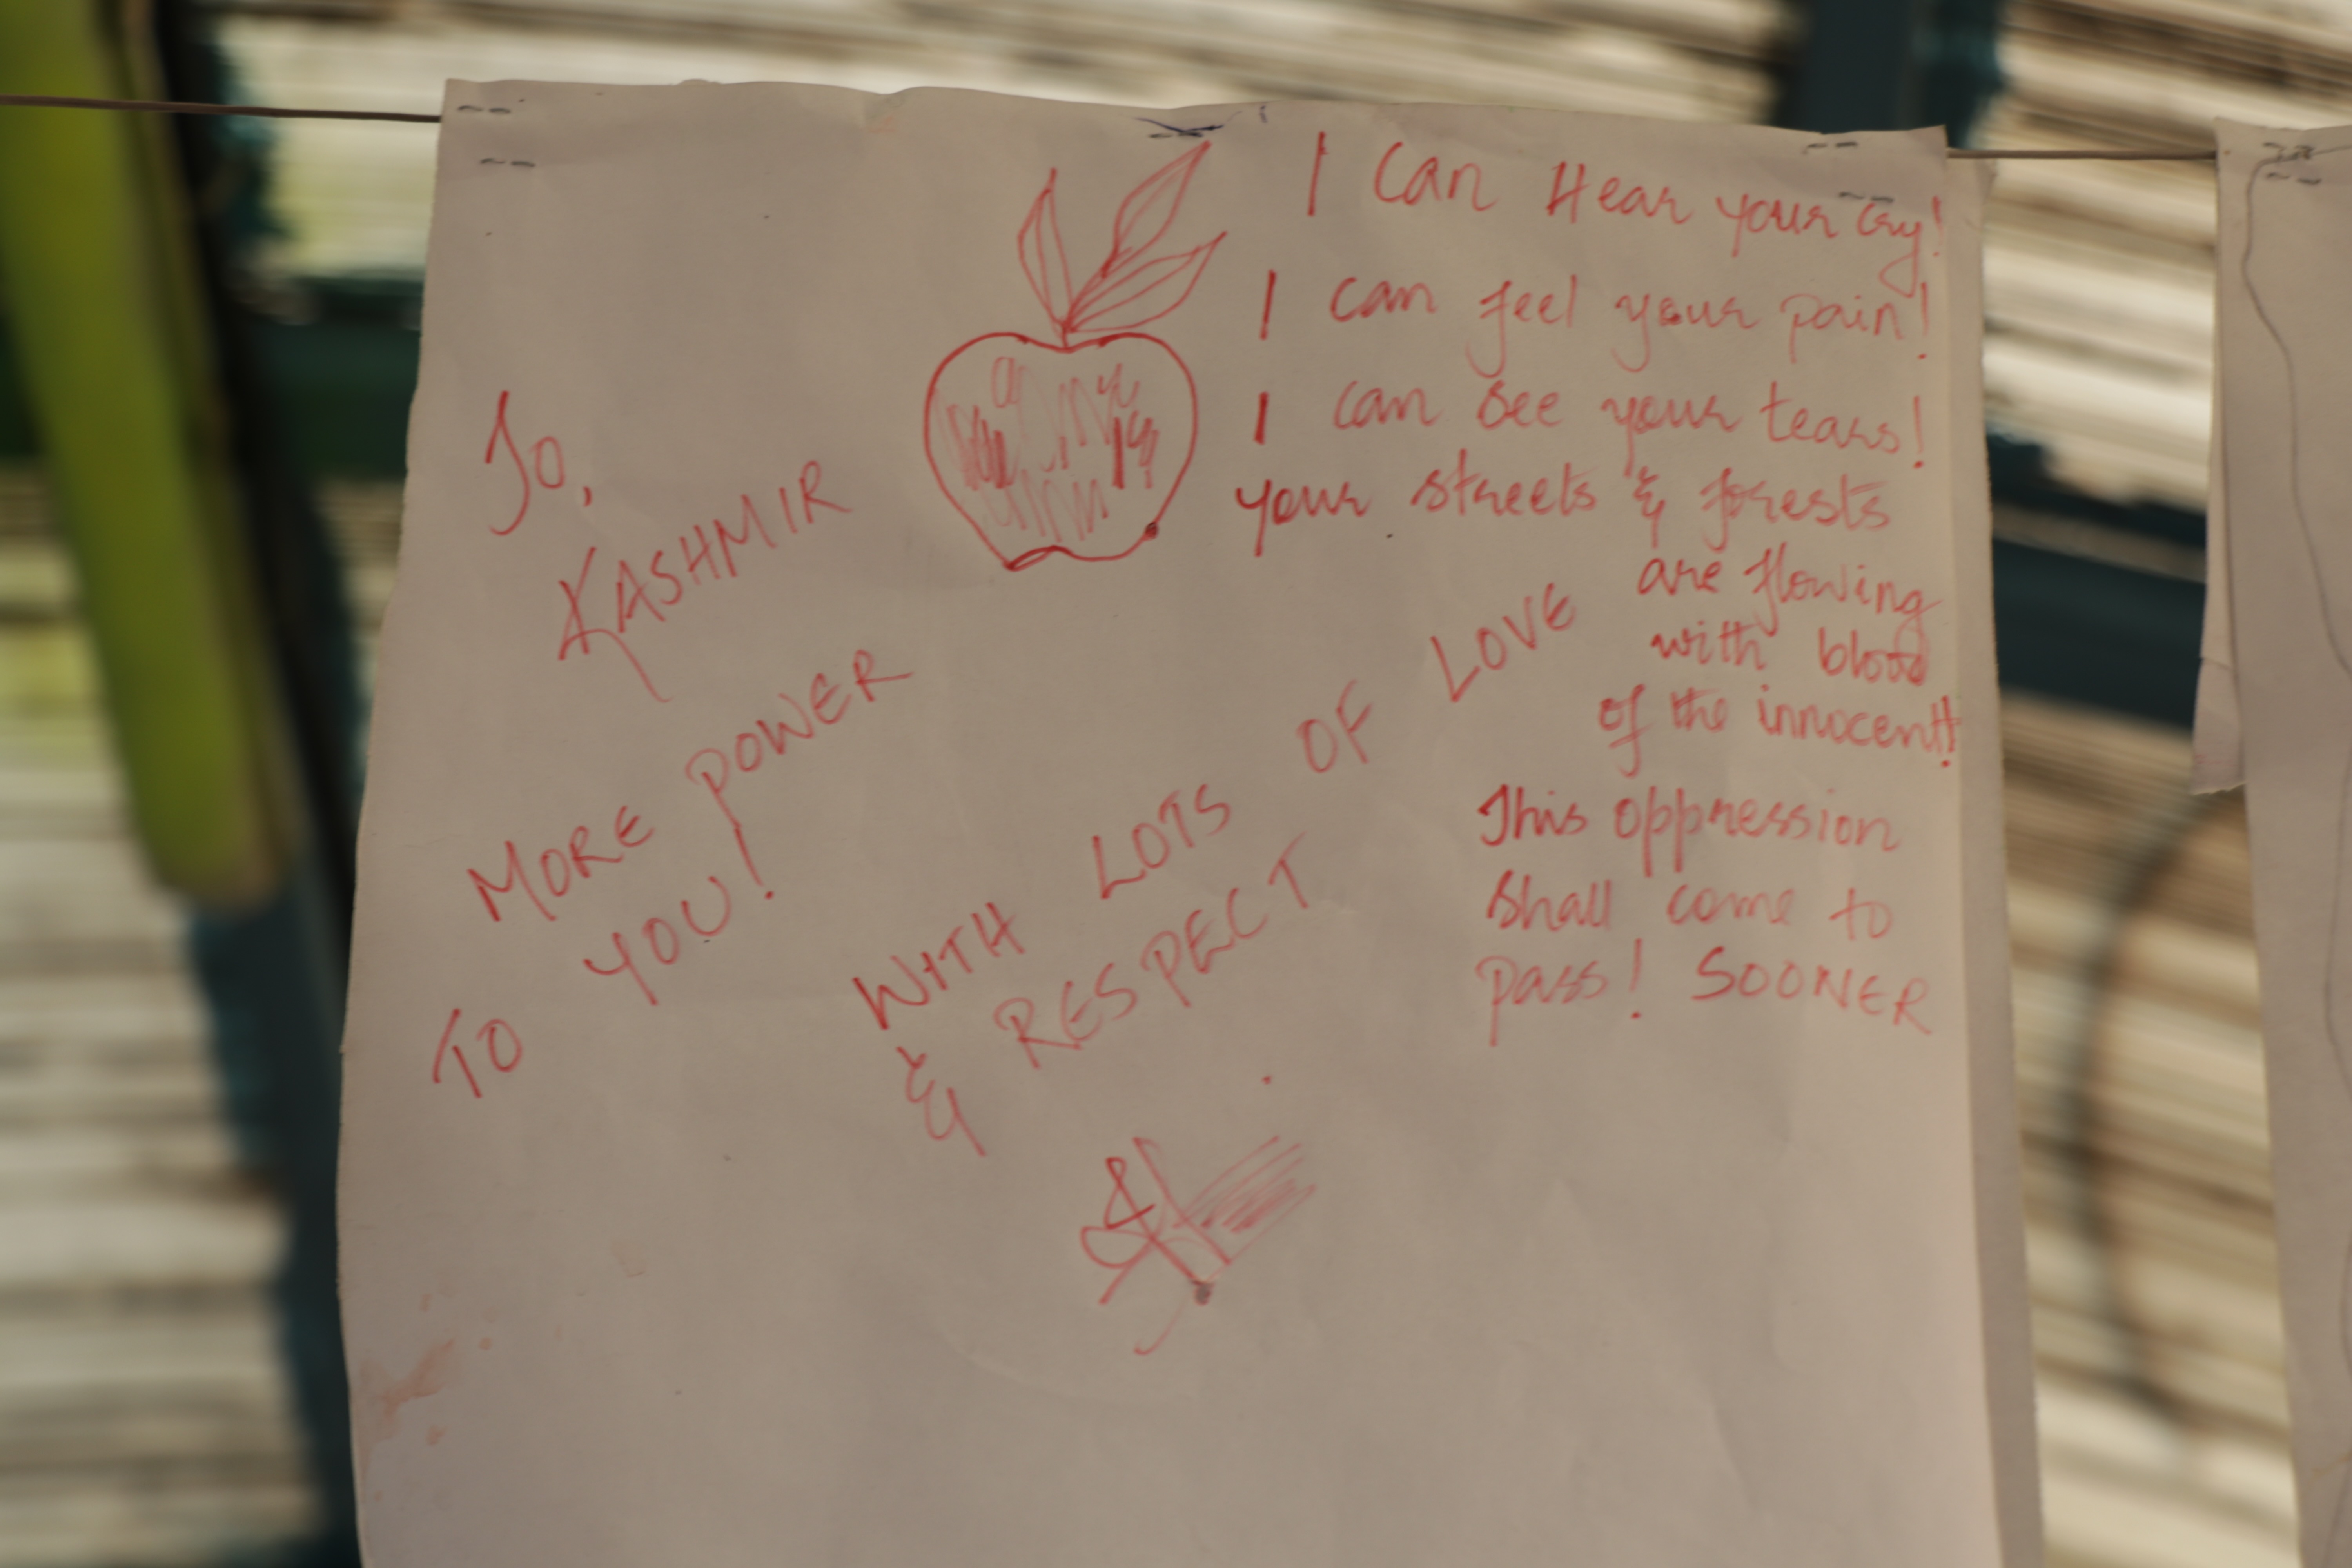 To,
KASHMIR
MORE POWER
TO YOU!
WITH LOTS OF LOVE
& RESPECT
I Can Hear your cry!
I can feel your pain!
I can see your tears!
your streets & forests
are flowing
with blood
of the innocent!
This oppression
shall come to
pass! SOONER